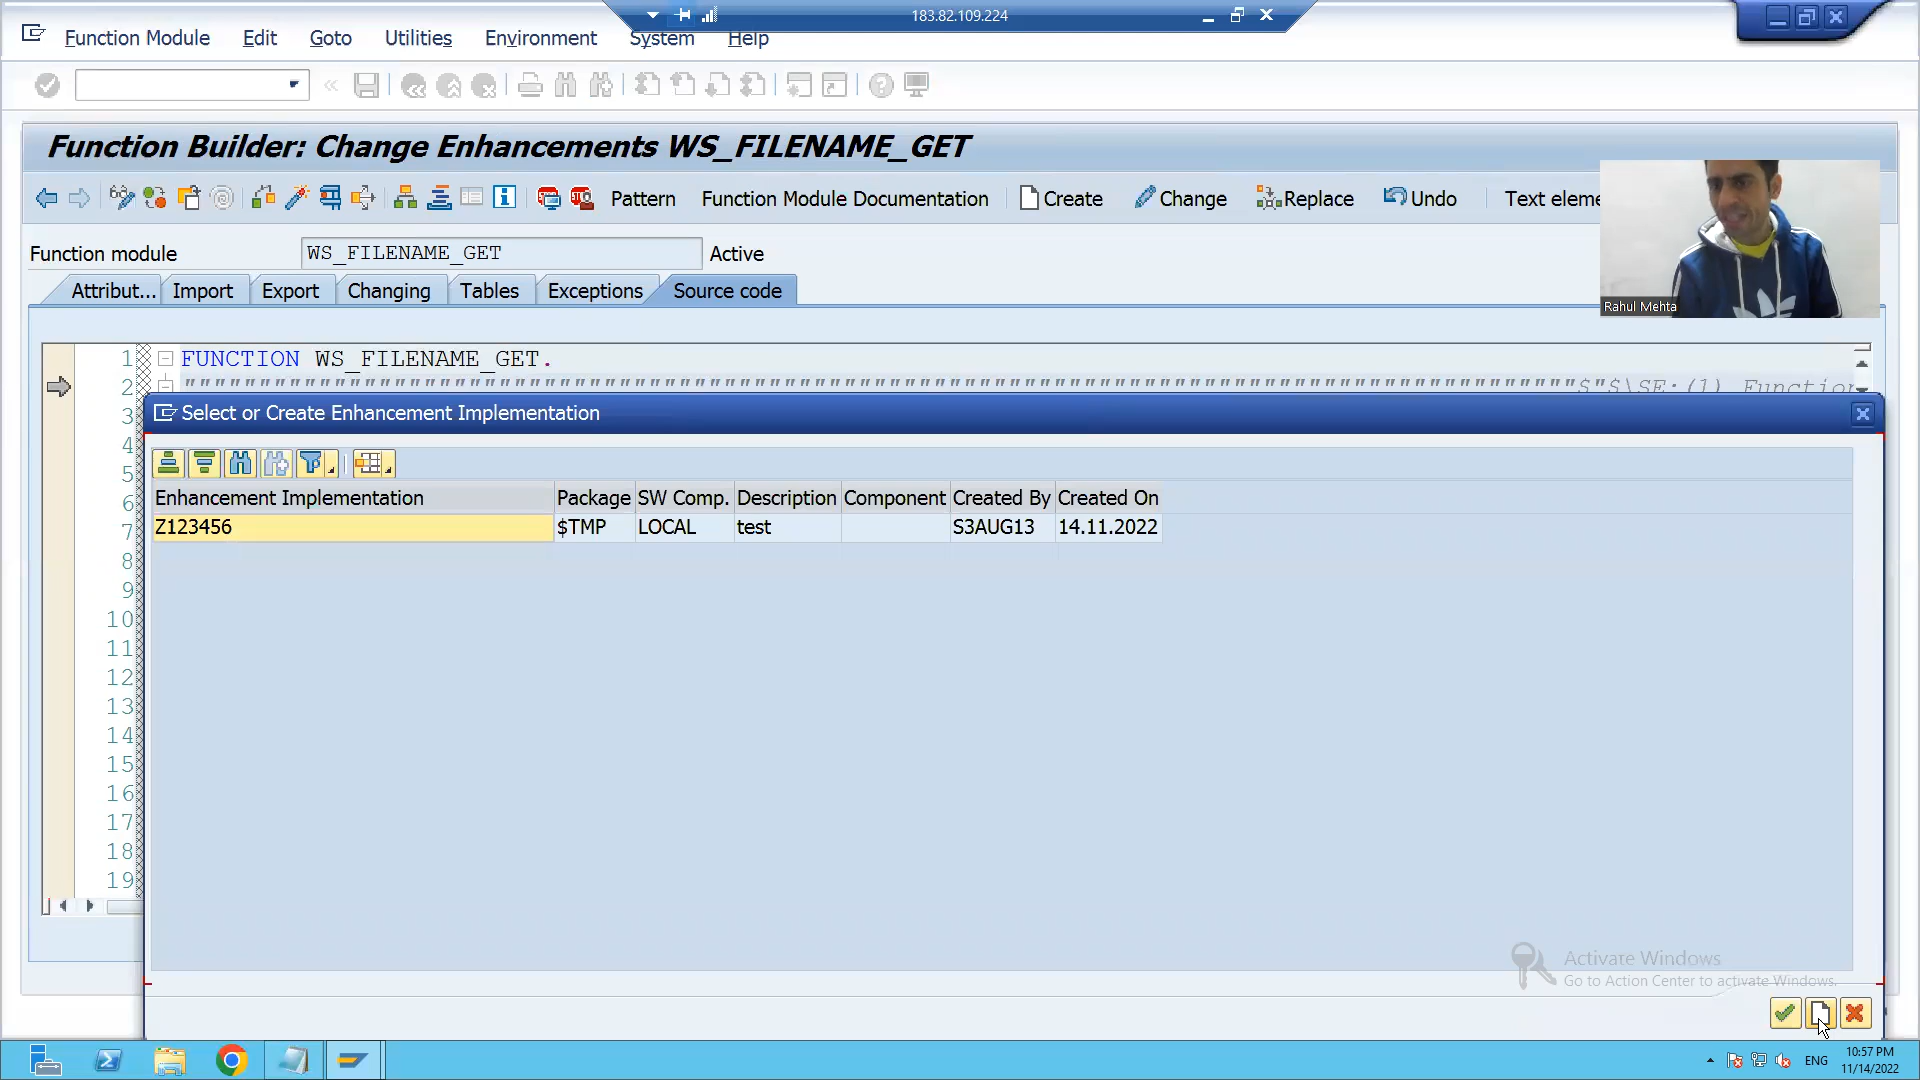 183.82.109.224
Function Module Edit Goto Utilities Environment System Help
Function Builder: Change Enhancements WS_FILENAME_GET
Pattern Function Module Documentation Create Change Replace Undo Text eleme
Function module WS_FILENAME_GET Active
Rahul Mehta
Attribut... Import Export Changing Tables Exceptions Source code
1 FUNCTION WS_FILENAME_GET.
2 """"""""""""""""""""""""""""""""""""""""""""""""""""""""""""""""""""""""""""""""""""""""""$"$\SE:(1) Function
3 Select or Create Enhancement Implementation
4
5
6
7
8
9
10
11
12
13
14
15
16
17
18
19
Enhancement Implementation Package SW Comp. Description Component Created By Created On
Z123456 $TMP LOCAL test S3AUG13 14.11.2022
Activate Windows
Go to Action Center to activate Windows.
ENG 10:57 PM
11/14/2022